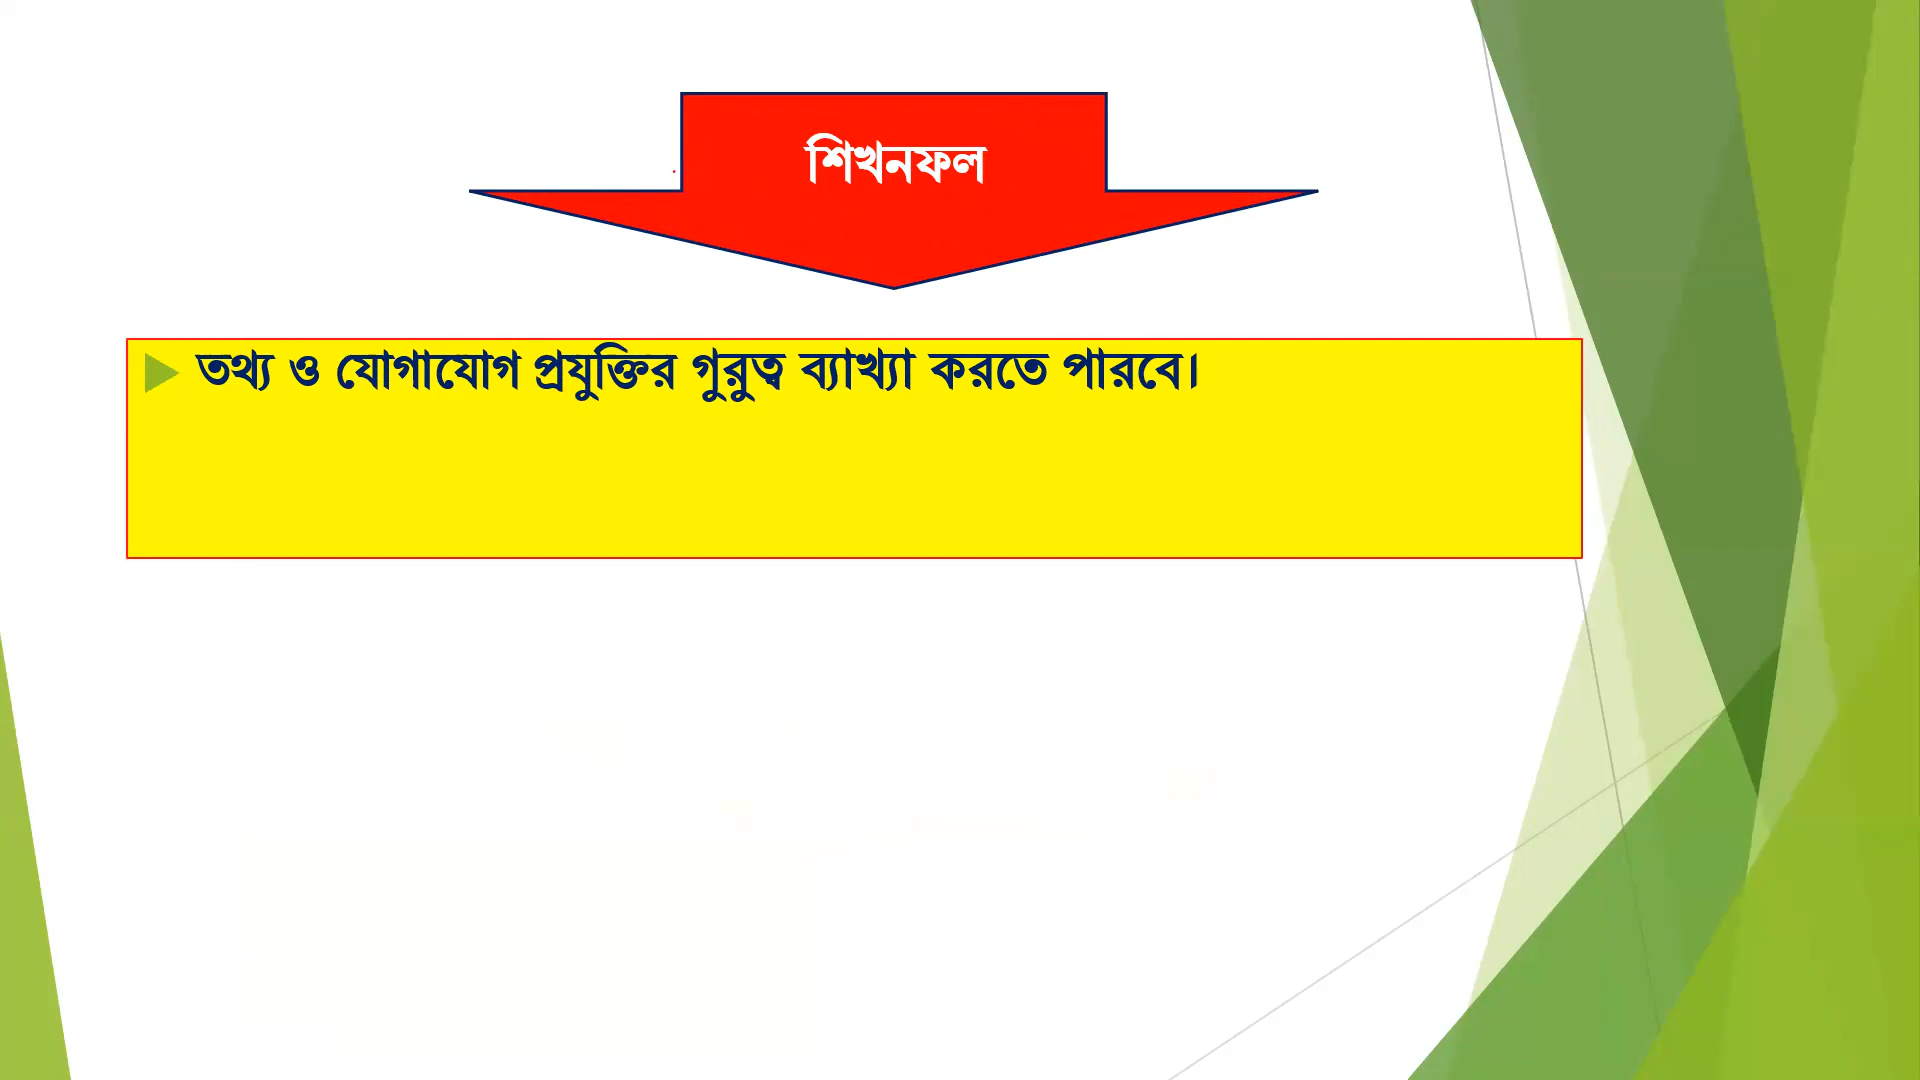 শিখনফল
তথ্য ও যোগাযোগ প্রযুক্তির গুরুত্ব ব্যাখ্যা করতে পারবে।